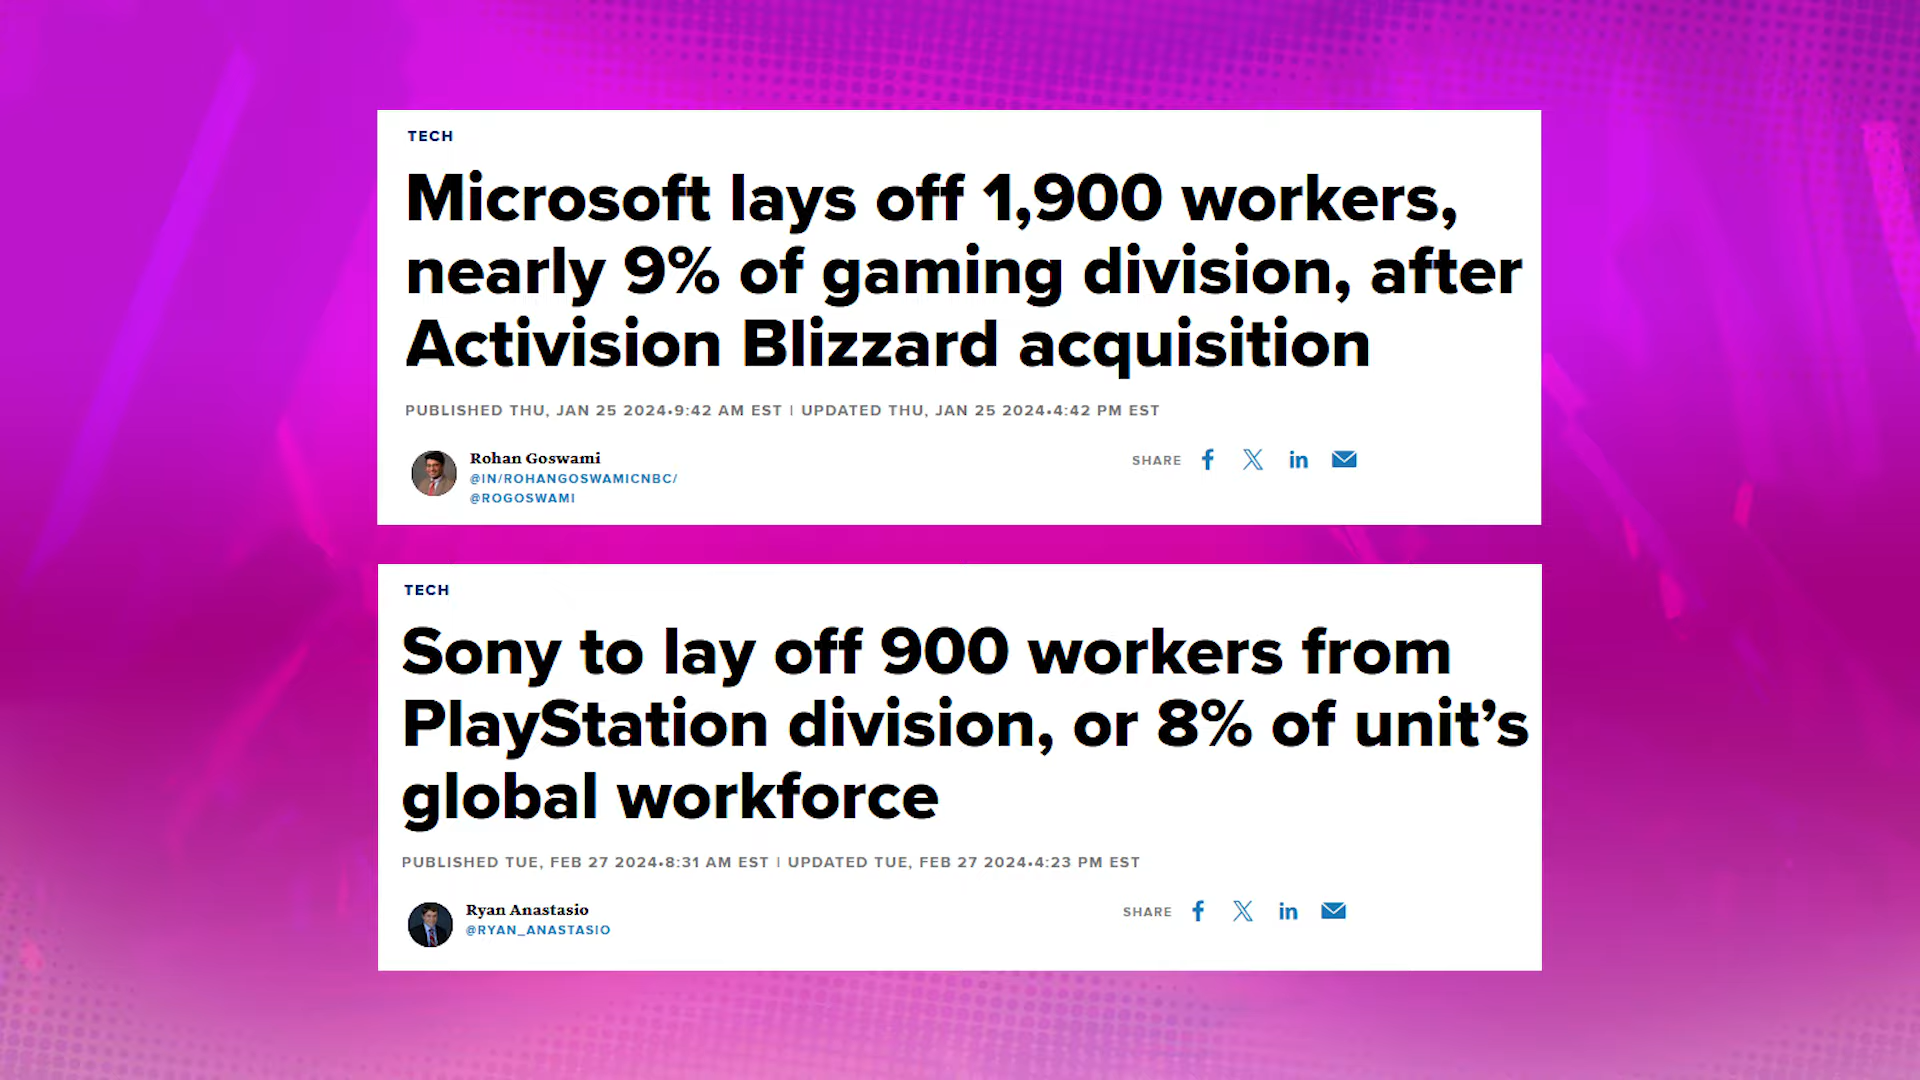 TECH
Microsoft lays off 1,900 workers,
nearly 9% of gaming division, after
Activision Blizzard acquisition
PUBLISHED THU, JAN 25 2024•9:42 AM EST | UPDATED THU, JAN 25 2024•4:42 PM EST
Rohan Goswami
@IN/ROHANGOSWAMICNBC/
@ROGOSWAMI
SHARE
TECH
Sony to lay off 900 workers from
PlayStation division, or 8% of unit’s
global workforce
PUBLISHED TUE, FEB 27 2024•8:31 AM EST | UPDATED TUE, FEB 27 2024•4:23 PM EST
Ryan Anastasio
@RYAN_ANASTASIO
SHARE